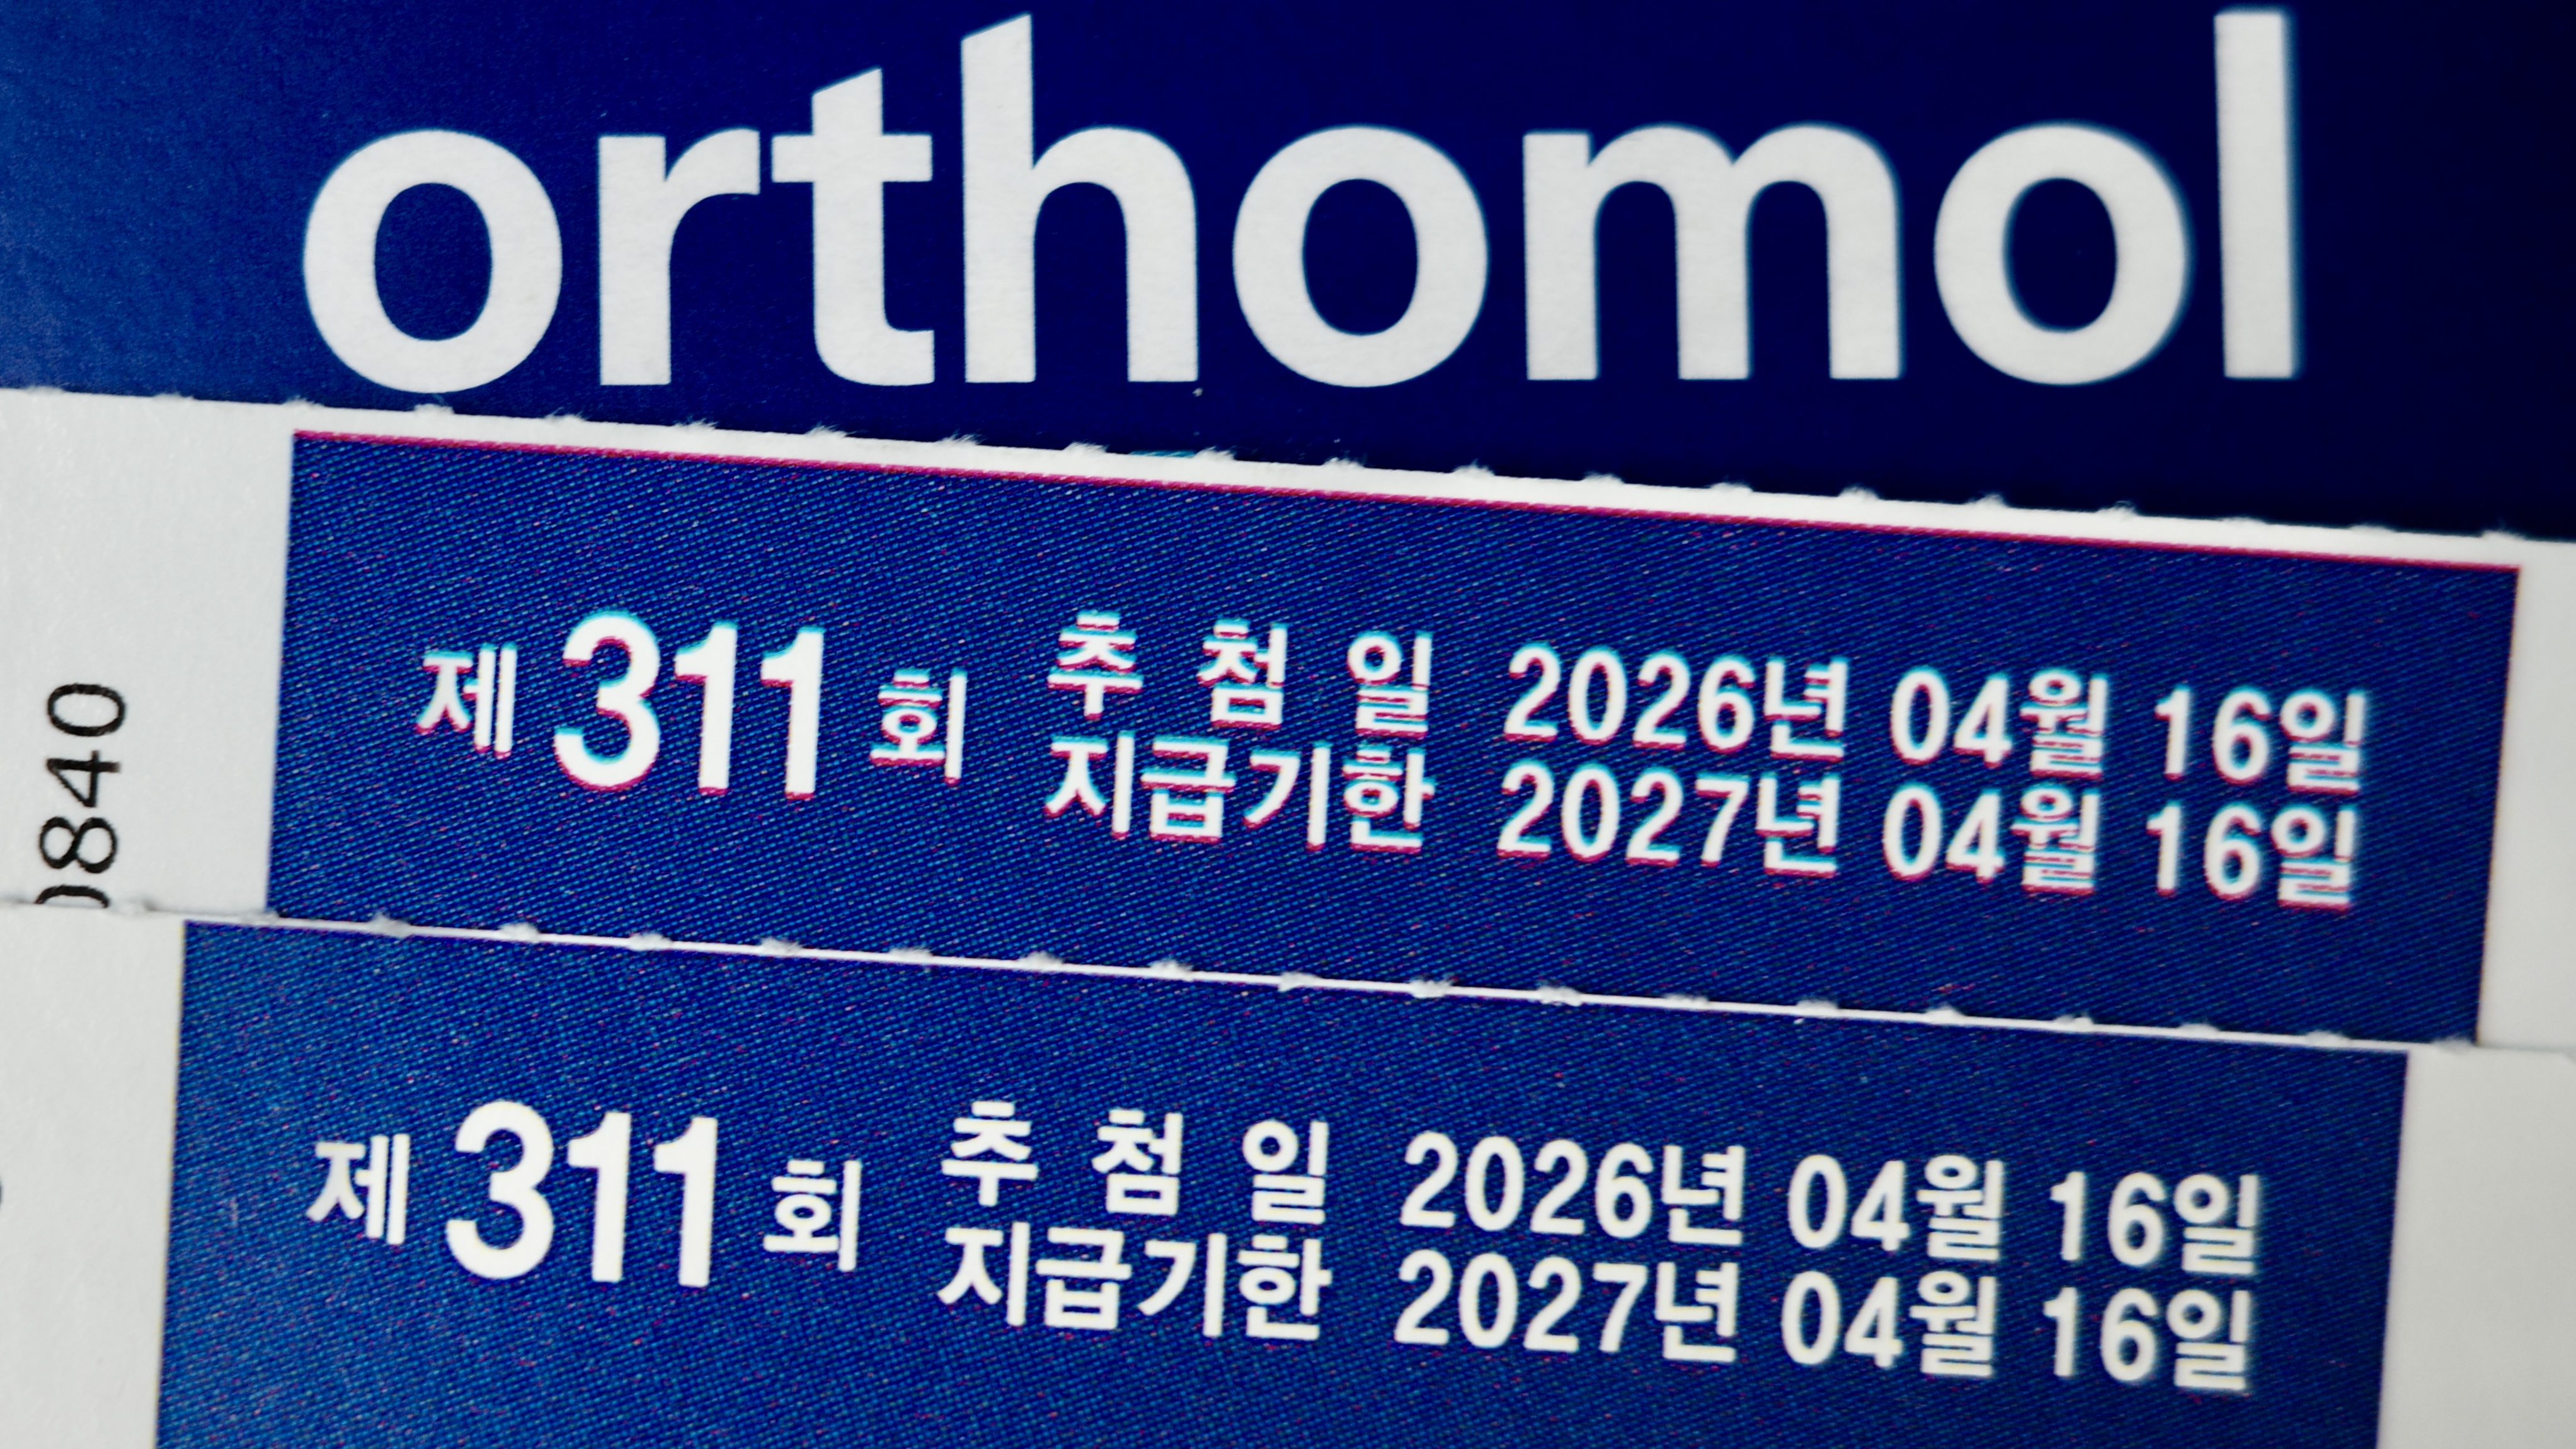 orthomol
제 311 회 추 첨 일 2026년 04월 16일
지급기한 2027년 04월 16일
0840
제 311 회 추 첨 일 2026년 04월 16일
지급기한 2027년 04월 16일